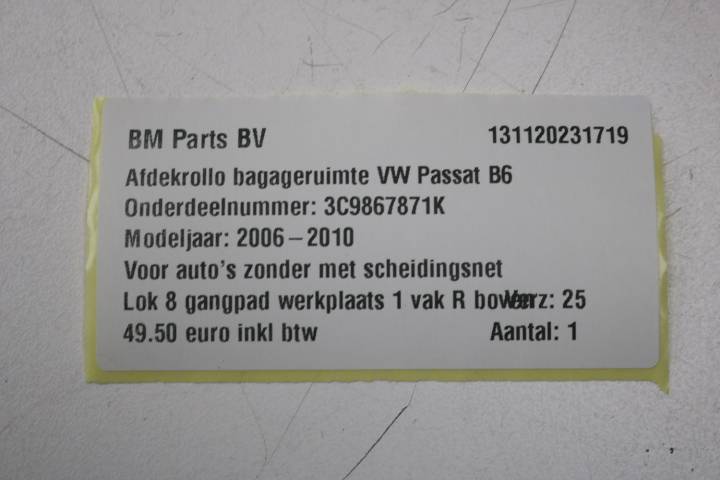 BM Parts BV 131120231719
Afdekrollo bagageruimte VW Passat B6
Onderdeelnummer: 3C9867871K
Modeljaar: 2006-2010
Voor auto's zonder met scheidingsnet
Lok 8 gangpad werkplaats 1 vak R boven Verz: 25
49.50 euro inkl btw Aantal: 1